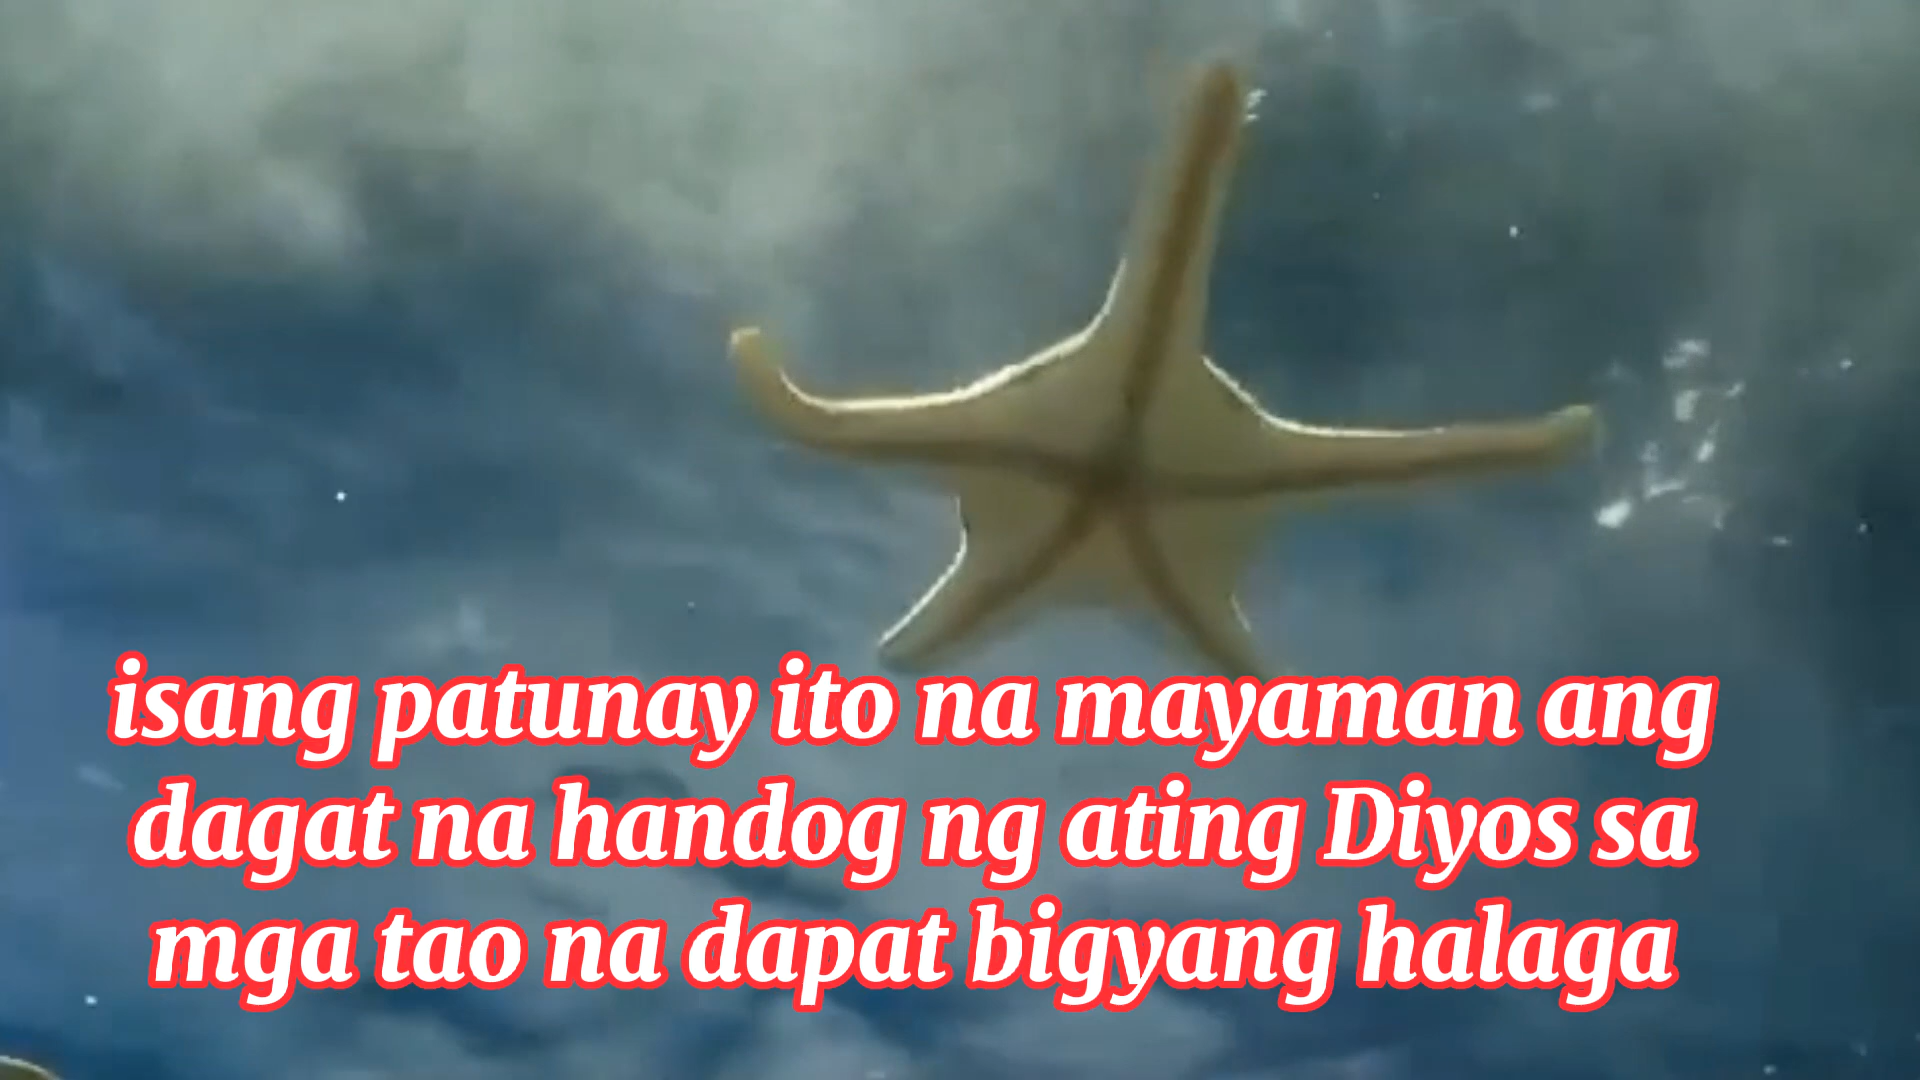 isang patunay ito na mayaman ang
dagat na handog ng ating Diyos sa
mga tao na dapat bigyang halaga